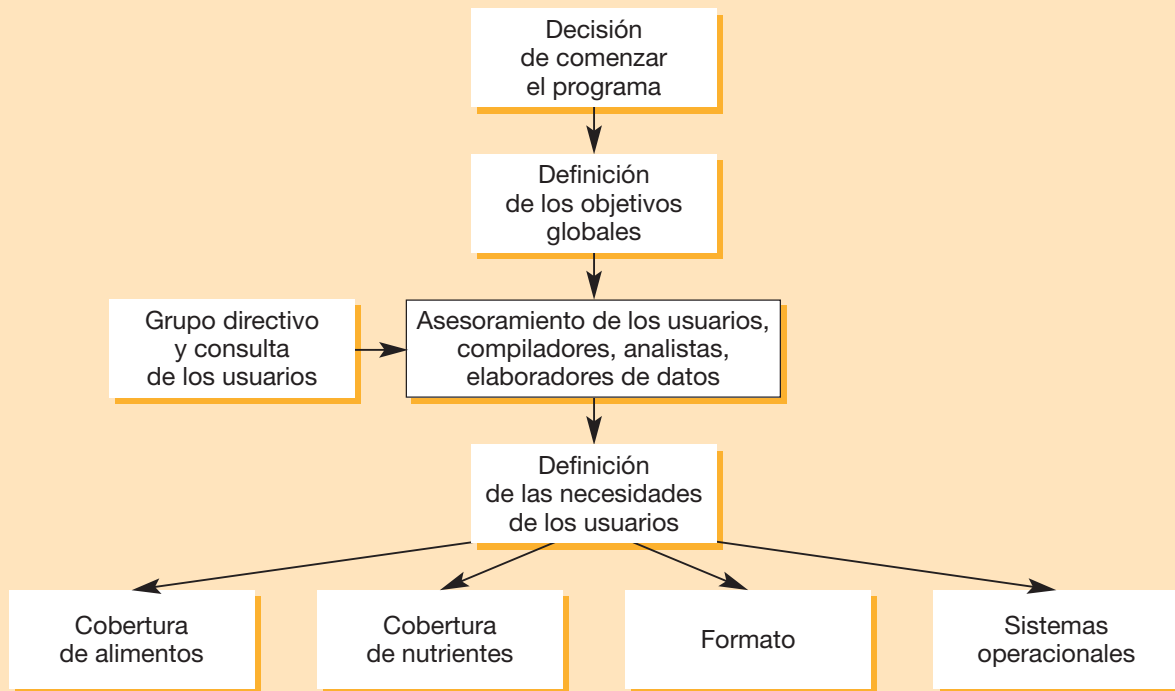 Decisión
de comenzar
el programa
Definición
de los objetivos
globales
Grupo directivo
y consulta
de los usuarios
Asesoramiento de los usuarios,
compiladores, analistas,
elaboradores de datos
Definición
de las necesidades
de los usuarios
Cobertura
de alimentos
Cobertura
de nutrientes
Formato
Sistemas
operacionales